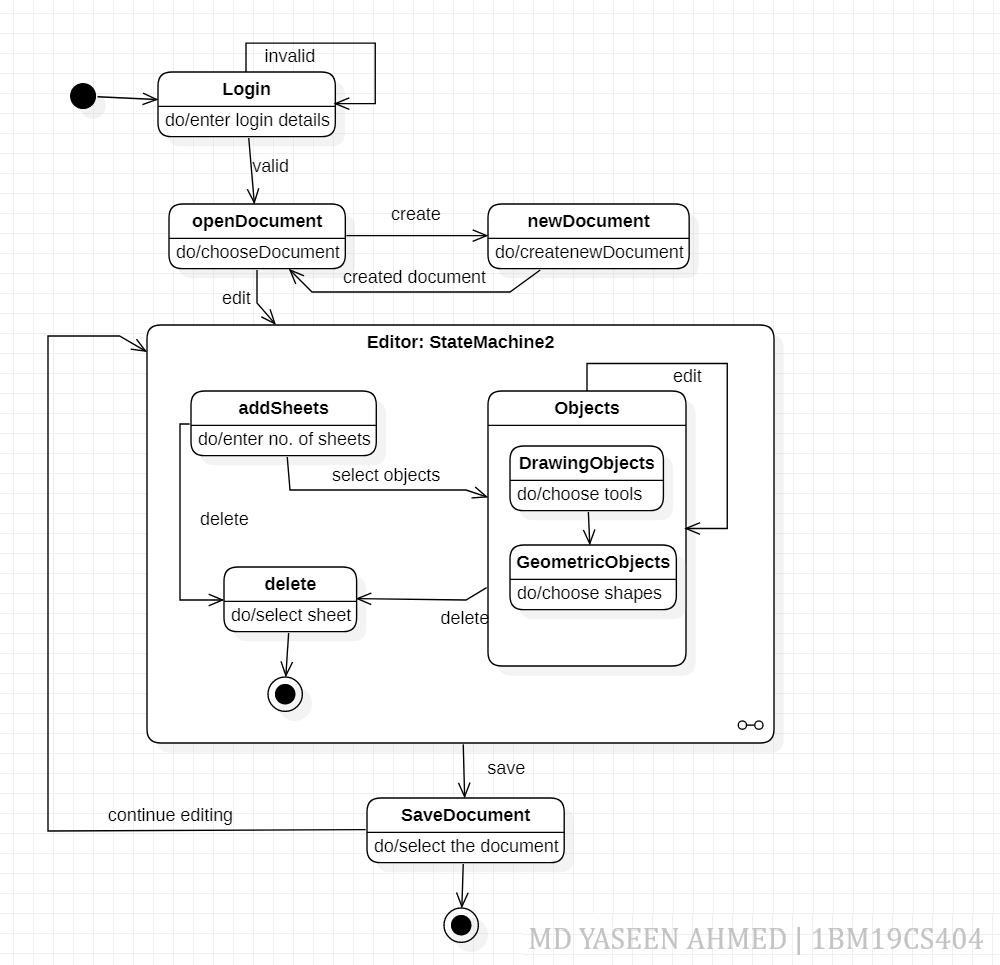 invalid
Login
do/enter login details
valid
openDocument
do/chooseDocument
create
newDocument
do/createnewDocument
created document
edit
Editor: StateMachine2
edit
addSheets
do/enter no. of sheets
Objects
select objects
DrawingObjects
do/choose tools
delete
GeometricObjects
do/choose shapes
delete
do/select sheet
delete
save
SaveDocument
do/select the document
continue editing
MD YASEEN AHMED | 1BM19CS404